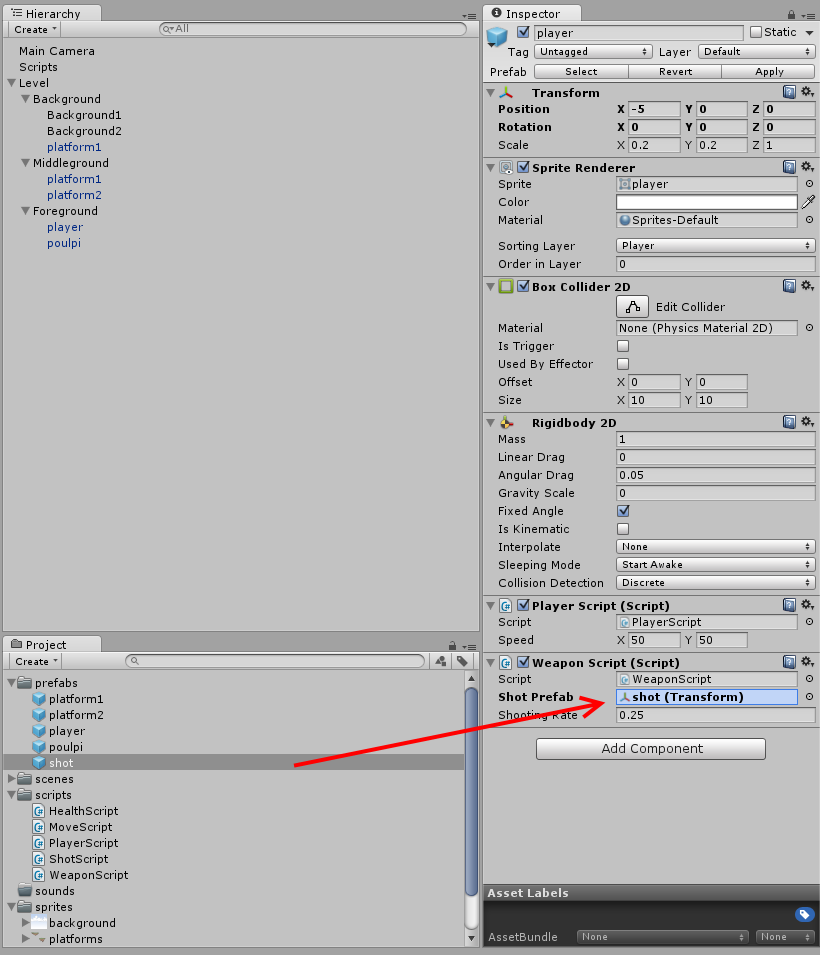 Hierarchy
Create
All
Main Camera
Scripts
Level
Background
Background1
Background2
platform1
Middleground
platform1
platform2
Foreground
player
poulpi
Project
Create
prefabs
platform1
platform2
player
poulpi
shot
scenes
scripts
HealthScript
MoveScript
PlayerScript
ShotScript
WeaponScript
sounds
sprites
background
platforms
Inspector
player Static
Tag Untagged Layer Default
Prefab Select Revert Apply
Transform
Position X -5 Y 0 Z 0
Rotation X 0 Y 0 Z 0
Scale X 0.2 Y 0.2 Z 1
Sprite Renderer
Sprite player
Color
Material Sprites-Default
Sorting Layer Player
Order in Layer 0
Box Collider 2D
Edit Collider
Material None (Physics Material 2D)
Is Trigger
Used By Effector
Offset X 0 Y 0
Size X 10 Y 10
Rigidbody 2D
Mass 1
Linear Drag 0
Angular Drag 0.05
Gravity Scale 0
Fixed Angle
Is Kinematic
Interpolate None
Sleeping Mode Start Awake
Collision Detection Discrete
Player Script (Script)
Script PlayerScript
Speed X 50 Y 50
Weapon Script (Script)
Script WeaponScript
Shot Prefab shot (Transform)
Shooting Rate 0.25
Add Component
Asset Labels
AssetBundle None None